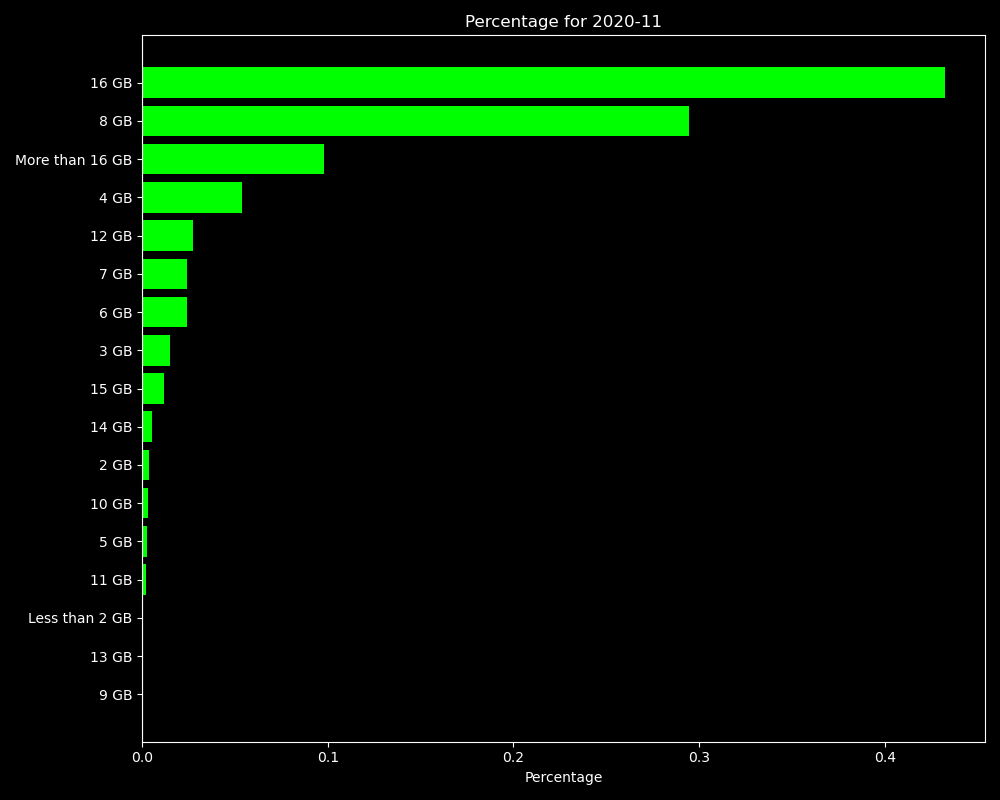 Percentage for 2020-11
16 GB
8 GB
More than 16 GB
4 GB
12 GB
7 GB
6 GB
3 GB
15 GB
14 GB
2 GB
10 GB
5 GB
11 GB
Less than 2 GB
13 GB
9 GB
0.0 0.1 0.2 0.3 0.4
Percentage